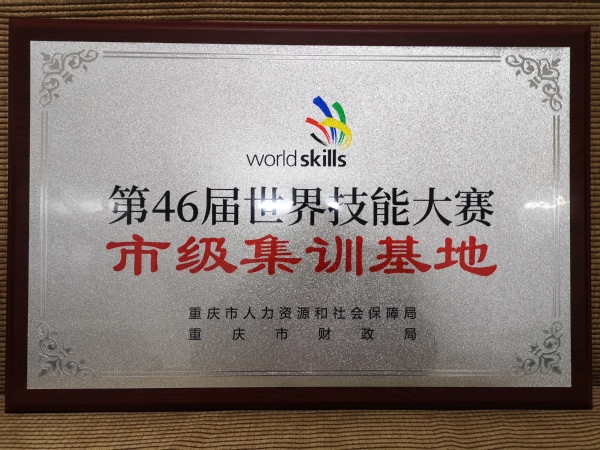 worldskills
第46届世界技能大赛
市级集训基地
重庆市人力资源和社会保障局
重庆市财政局